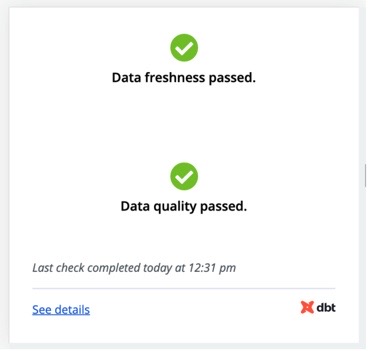 Data freshness passed.
Data quality passed.
Last check completed today at 12:31 pm
See details
dbt